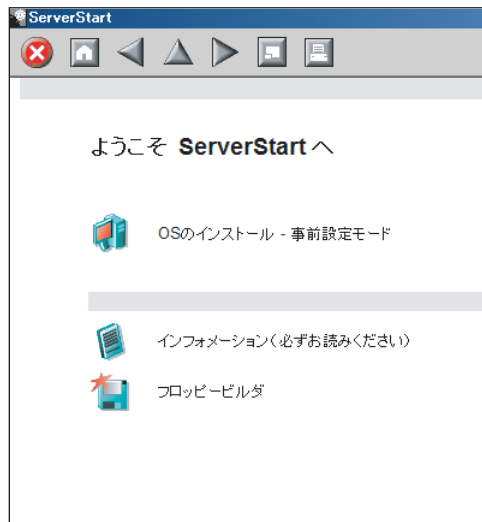 ServerStart
ようこそ ServerStart へ
OSのインストール - 事前設定モード
インフォメーション(必ずお読みください)
フロッピービルダ